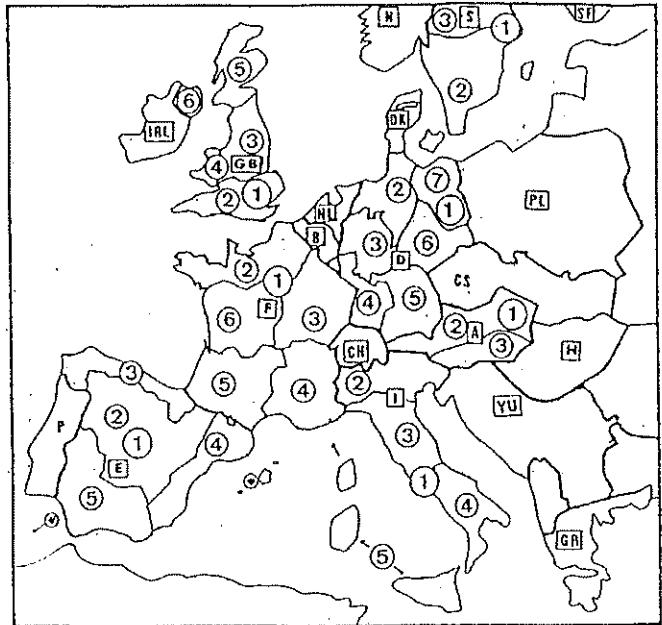 N
③
S
①
SF
⑤
②
⑥
DK
IRL
③
④
GB
②
①
⑦
PL
②
①
NL
B
③
D
⑥
②
①
CS
④
⑤
⑥
F
③
②
A
①
③
CH
H
②
③
⑤
④
I
YU
P
②
①
④
③
E
①
④
⑤
GR
⑤